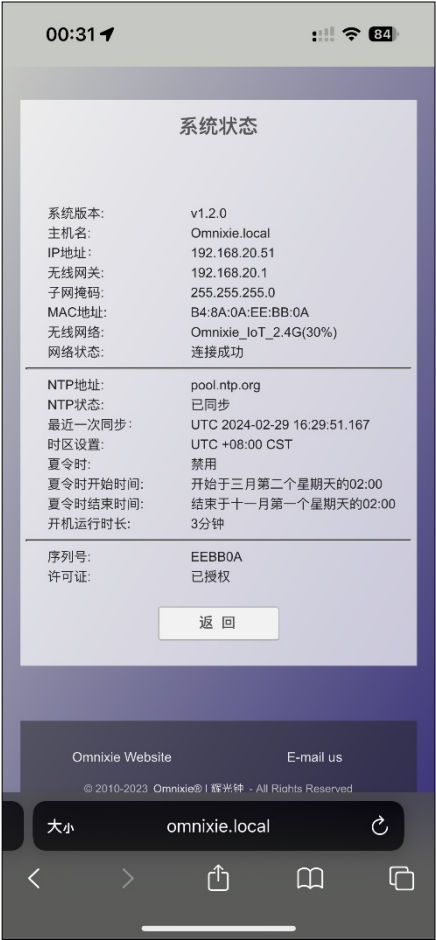 00:31
84
系统状态
系统版本: v1.2.0
主机名: Omnixie.local
IP地址: 192.168.20.51
无线网关: 192.168.20.1
子网掩码: 255.255.255.0
MAC地址: B4:8A:0A:EE:BB:0A
无线网络: Omnixie_IoT_2.4G(30%)
网络状态: 连接成功
NTP地址: pool.ntp.org
NTP状态: 已同步
最近一次同步: UTC 2024-02-29 16:29:51.167
时区设置: UTC +08:00 CST
夏令时: 禁用
夏令时开始时间: 开始于三月第二个星期天的02:00
夏令时结束时间: 结束于十一月第一个星期天的02:00
开机运行时长: 3分钟
序列号: EEBB0A
许可证: 已授权
返 回
Omnixie Website E-mail us
© 2010-2023 Omnixie® | 辉光钟 - All Rights Reserved
大小 omnixie.local